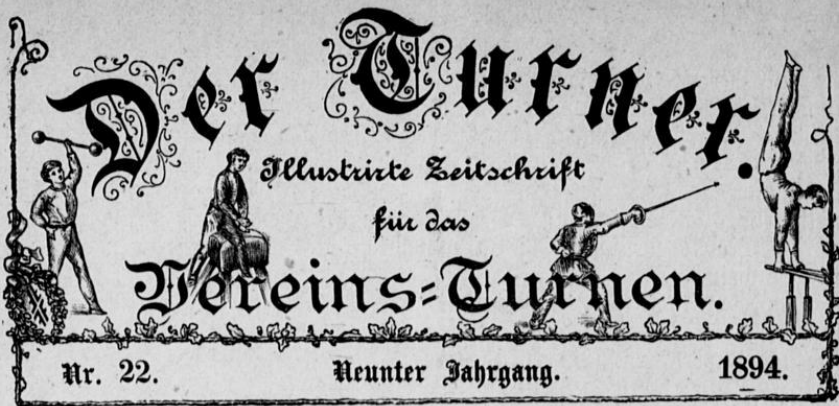 Der Turner.
Illustrirte Zeitschrift
für das
Vereins-Turnen.
Nr. 22. Neunter Jahrgang. 1894.